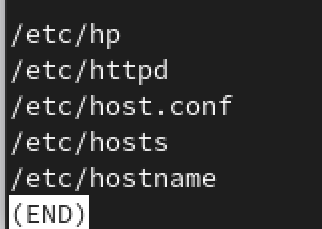 /etc/hp
/etc/httpd
/etc/host.conf
/etc/hosts
/etc/hostname
(END)